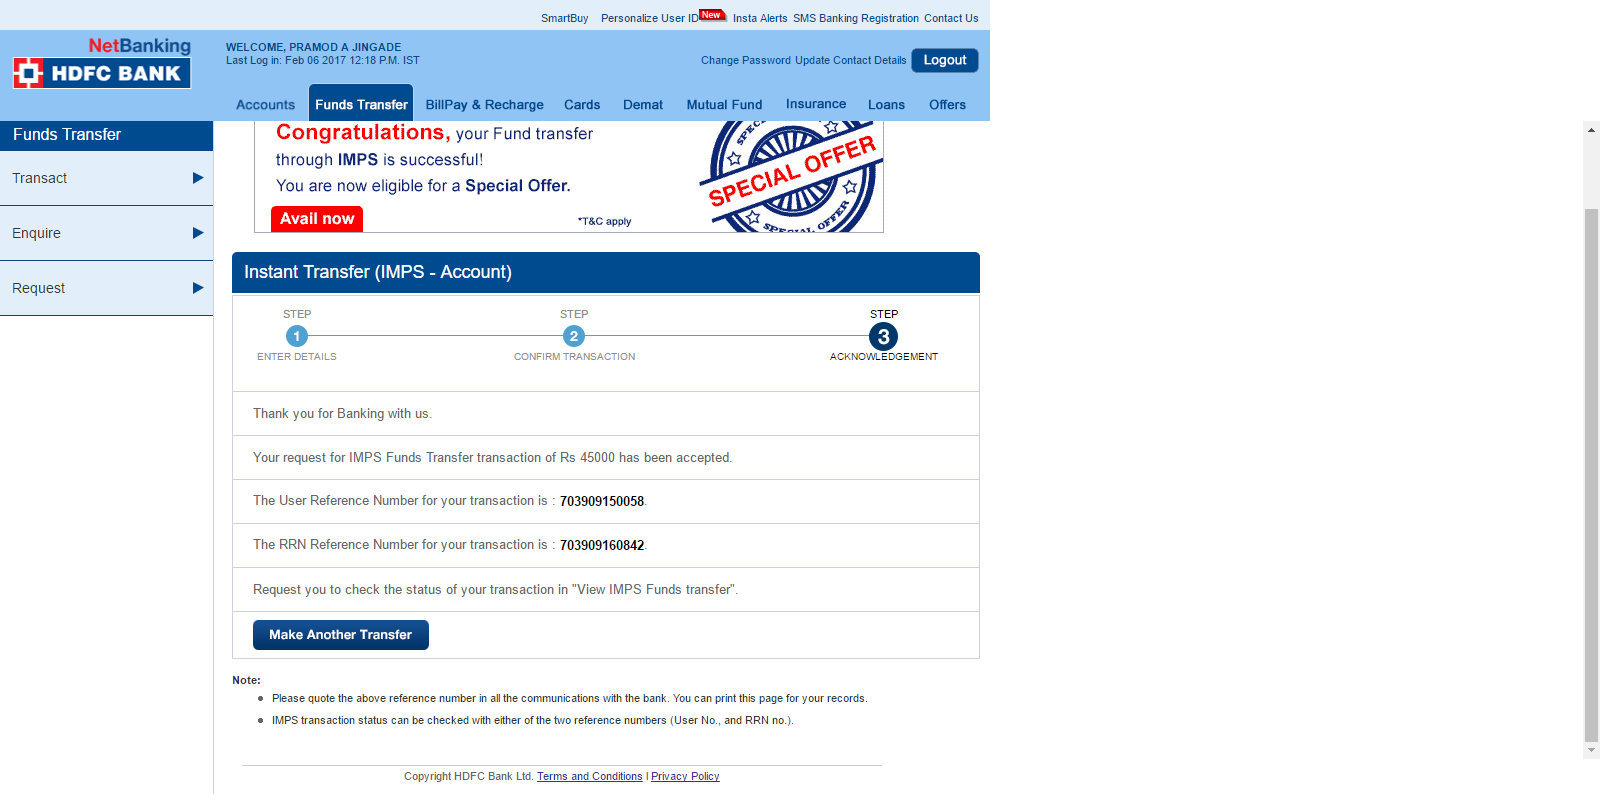 SmartBuy Personalize User ID New Insta Alerts SMS Banking Registration Contact Us
NetBanking
HDFC BANK
WELCOME, PRAMOD A JINGADE
Last Log in: Feb 06 2017 12:18 P.M. IST
Change Password Update Contact Details Logout
Accounts Funds Transfer BillPay & Recharge Cards Demat Mutual Fund Insurance Loans Offers
Funds Transfer
Transact
Enquire
Request
Congratulations, your Fund transfer
through IMPS is successful!
You are now eligible for a Special Offer.
Avail now
*T&C apply
SPECIAL OFFER
SPECIAL OFFER
Instant Transfer (IMPS - Account)
STEP STEP STEP
1 2 3
ENTER DETAILS CONFIRM TRANSACTION ACKNOWLEDGEMENT
Thank you for Banking with us.
Your request for IMPS Funds Transfer transaction of Rs 45000 has been accepted.
The User Reference Number for your transaction is : 703909150058.
The RRN Reference Number for your transaction is : 703909160842.
Request you to check the status of your transaction in "View IMPS Funds transfer".
Make Another Transfer
Note:
Please quote the above reference number in all the communications with the bank. You can print this page for your records.
IMPS transaction status can be checked with either of the two reference numbers (User No., and RRN no.).
Copyright HDFC Bank Ltd. Terms and Conditions I Privacy Policy